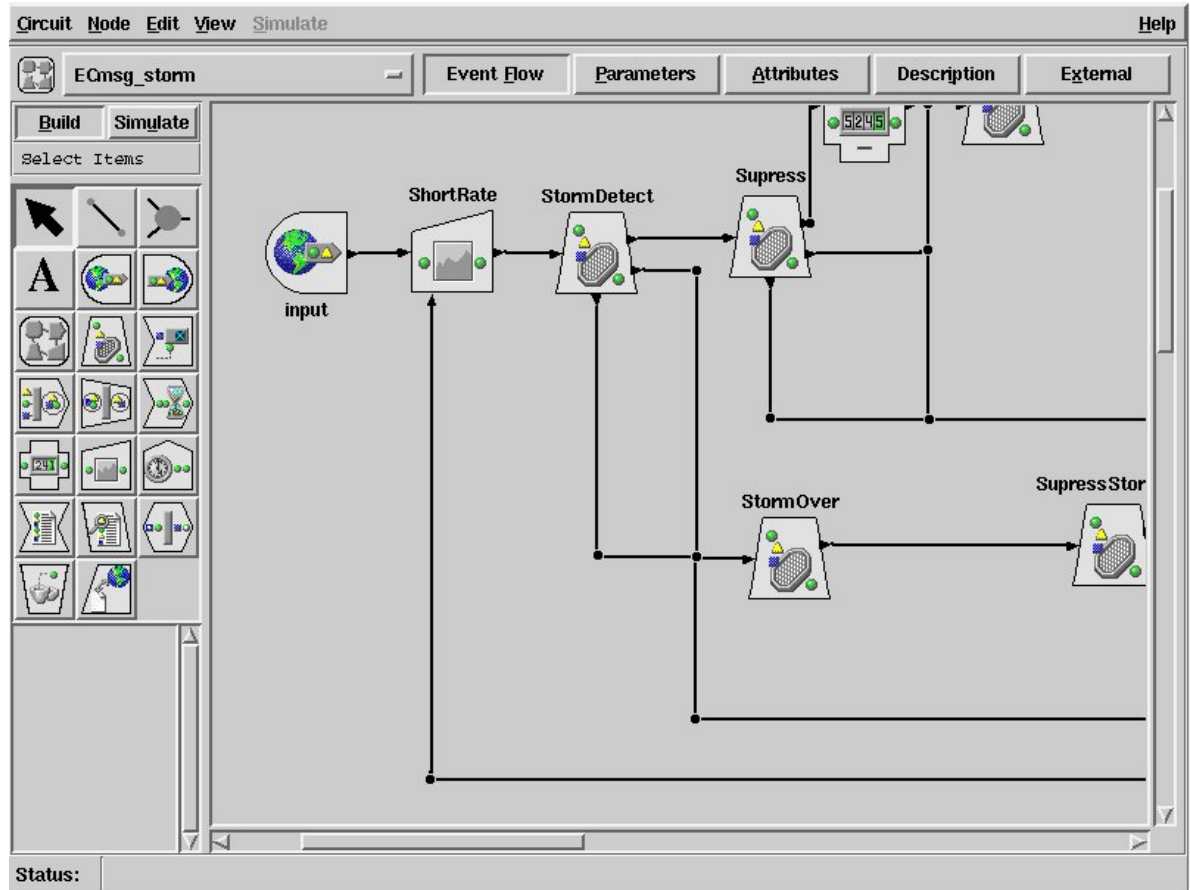 Circuit Node Edit View Simulate Help
ECmsg_storm Event Flow Parameters Attributes Description External
Build Simulate
Select Items
5245
Supress
ShortRate StormDetect
A
input
241
SupressStor
StormOver
Status: